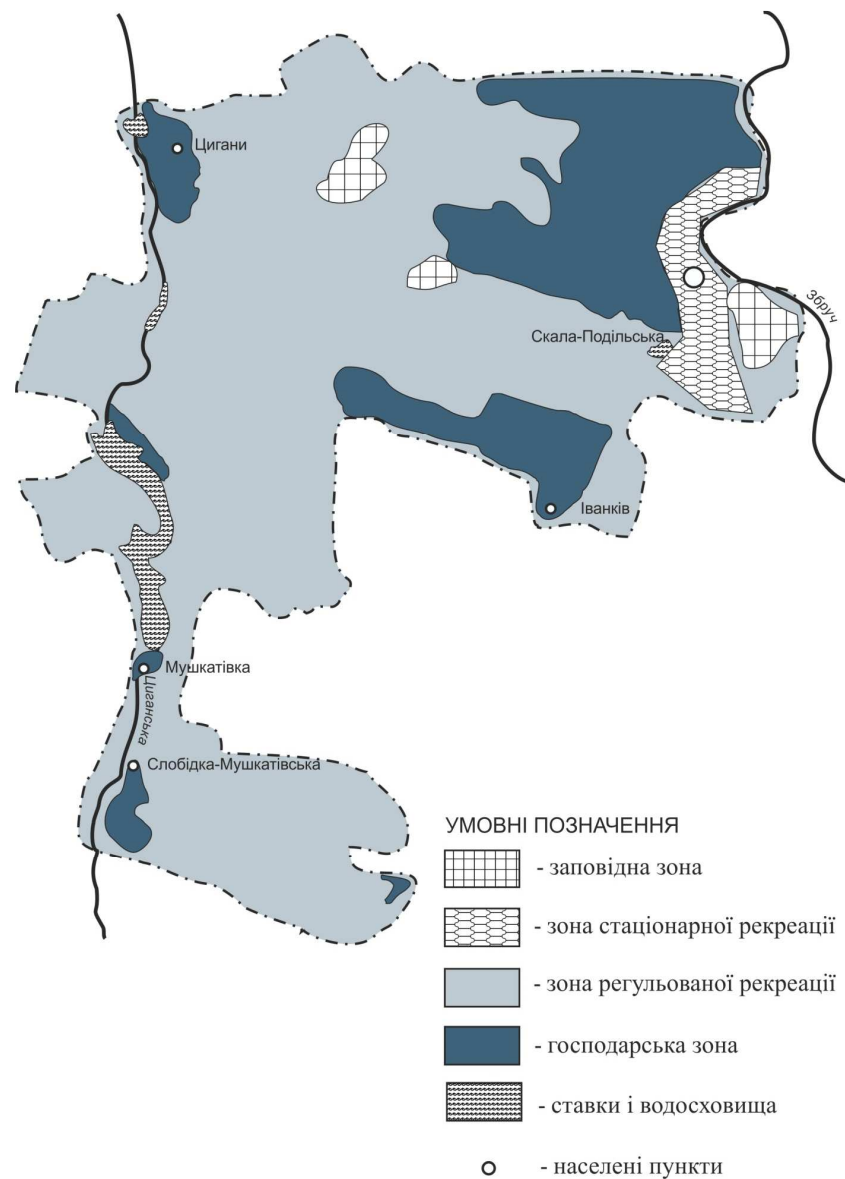 Цигани
Збруч
Скала-Подільська
Іванків
Мушкатівка
Циганська
Слобідка-Мушкатівська
УМОВНІ ПОЗНАЧЕННЯ
- заповідна зона
- зона стаціонарної рекреації
- зона регульованої рекреації
- господарська зона
- ставки і водосховища
- населені пункти